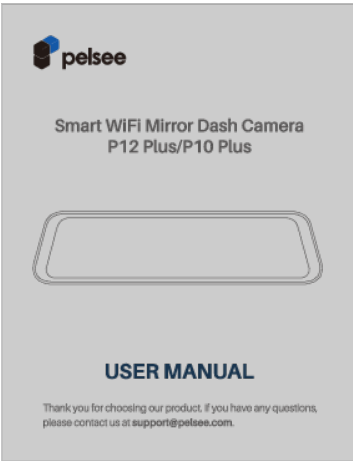 pelsee
Smart WiFi Mirror Dash Camera
P12 Plus/P10 Plus
USER MANUAL
Thank you for choosing our product. If you have any questions,
please contact us at support@pelsee.com.